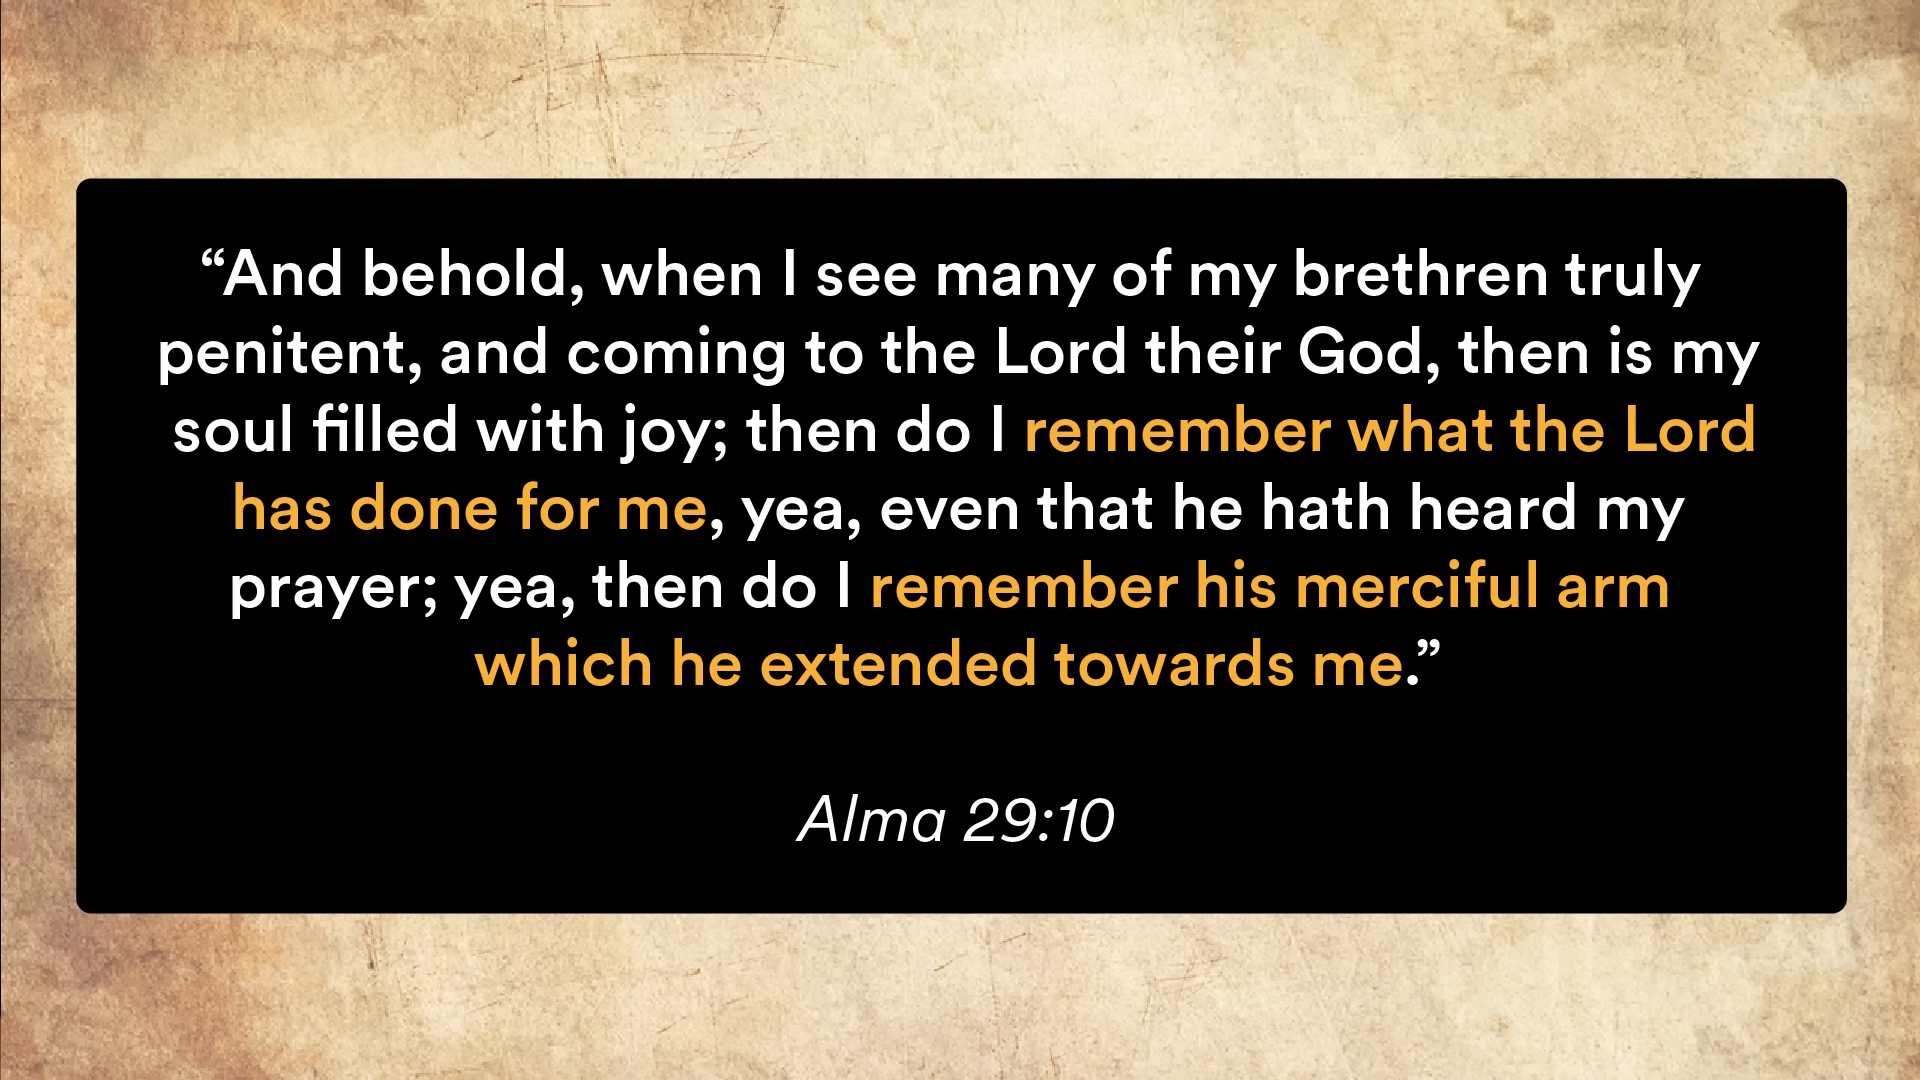 “And behold, when I see many of my brethren truly
penitent, and coming to the Lord their God, then is my
soul filled with joy; then do I remember what the Lord
has done for me, yea, even that he hath heard my
prayer; yea, then do I remember his merciful arm
which he extended towards me.”
Alma 29:10